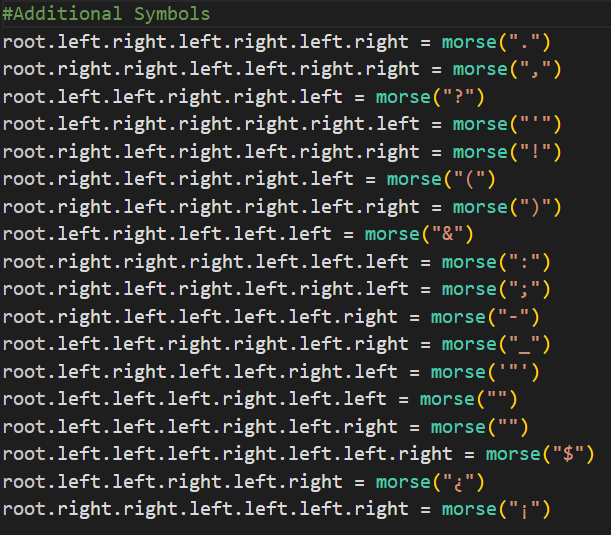 #Additional Symbols
root.left.right.left.right.left.right = morse(".")
root.right.right.left.left.right.right = morse(",")
root.left.left.right.right.left = morse("?")
root.left.right.right.right.right.left = morse("'")
root.right.left.right.left.right.right = morse("!")
root.right.left.right.right.left = morse("(")
root.right.left.right.right.left.right = morse(")")
root.left.right.left.left.left = morse("&")
root.right.right.right.left.left.left = morse(":")
root.right.left.right.left.right.left = morse(";")
root.right.left.left.left.left.right = morse("-")
root.left.left.right.right.left.right = morse("_")
root.left.right.left.left.right.left = morse('"')
root.left.left.left.right.left.left = morse("")
root.left.left.left.right.left.right = morse("")
root.left.left.left.right.left.left.right = morse("$")
root.left.left.right.left.right = morse("¿")
root.right.right.left.left.left.right = morse("¡")